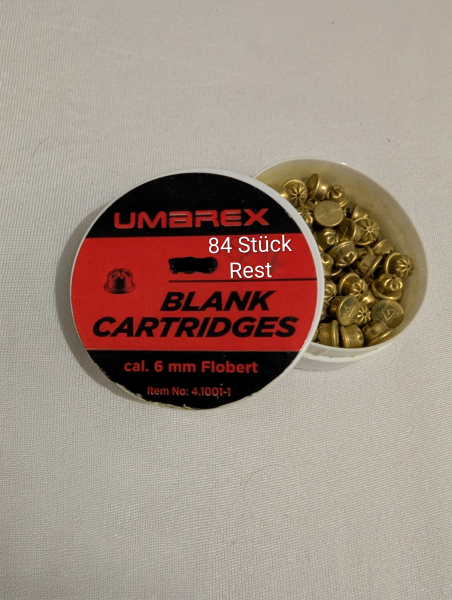 UMAREX
84 Stück
Rest
BLANK
CARTRIDGES
cal. 6 mm Flobert
Item No: 4.1001-1